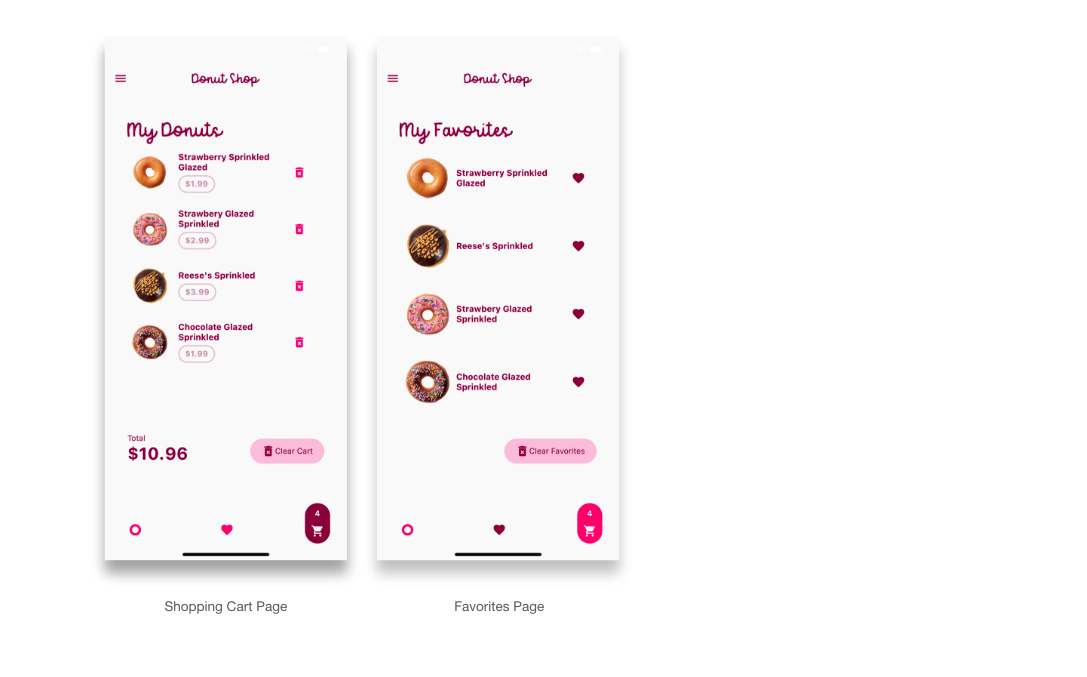 Donut Shop
My Donuts
Strawberry Sprinkled
Glazed
$1.99
Strawbery Glazed
Sprinkled
$2.99
Reese's Sprinkled
$3.99
Chocolate Glazed
Sprinkled
$1.99
Total
$10.96
Clear Cart
4
Shopping Cart Page
Donut Shop
My Favorites
Strawberry Sprinkled
Glazed
Reese's Sprinkled
Strawbery Glazed
Sprinkled
Chocolate Glazed
Sprinkled
Clear Favorites
4
Favorites Page